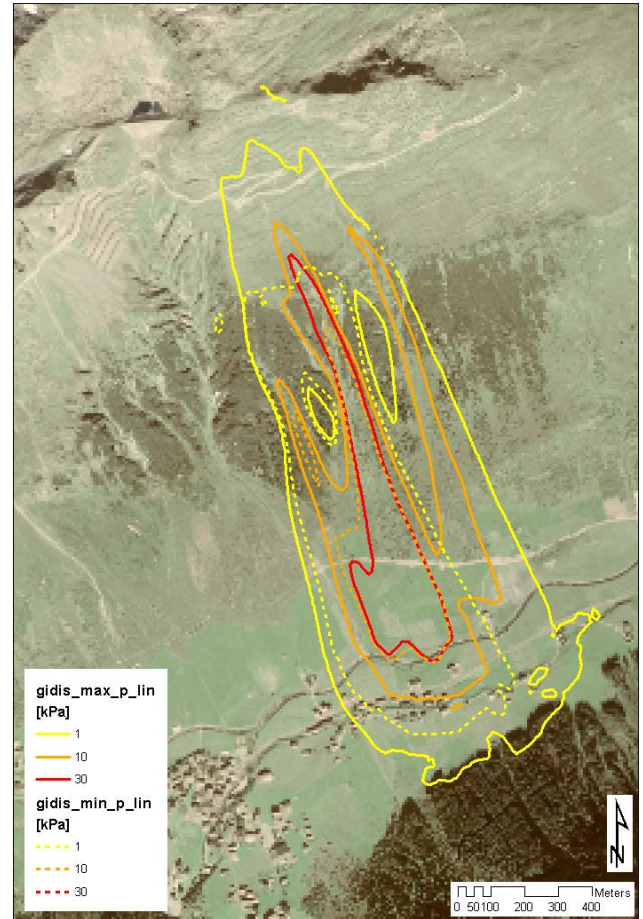 gidis_max_p_lin
[kPa]
1
10
30
gidis_min_p_lin
[kPa]
1
10
30
N
Meters
0 50100 200 300 400